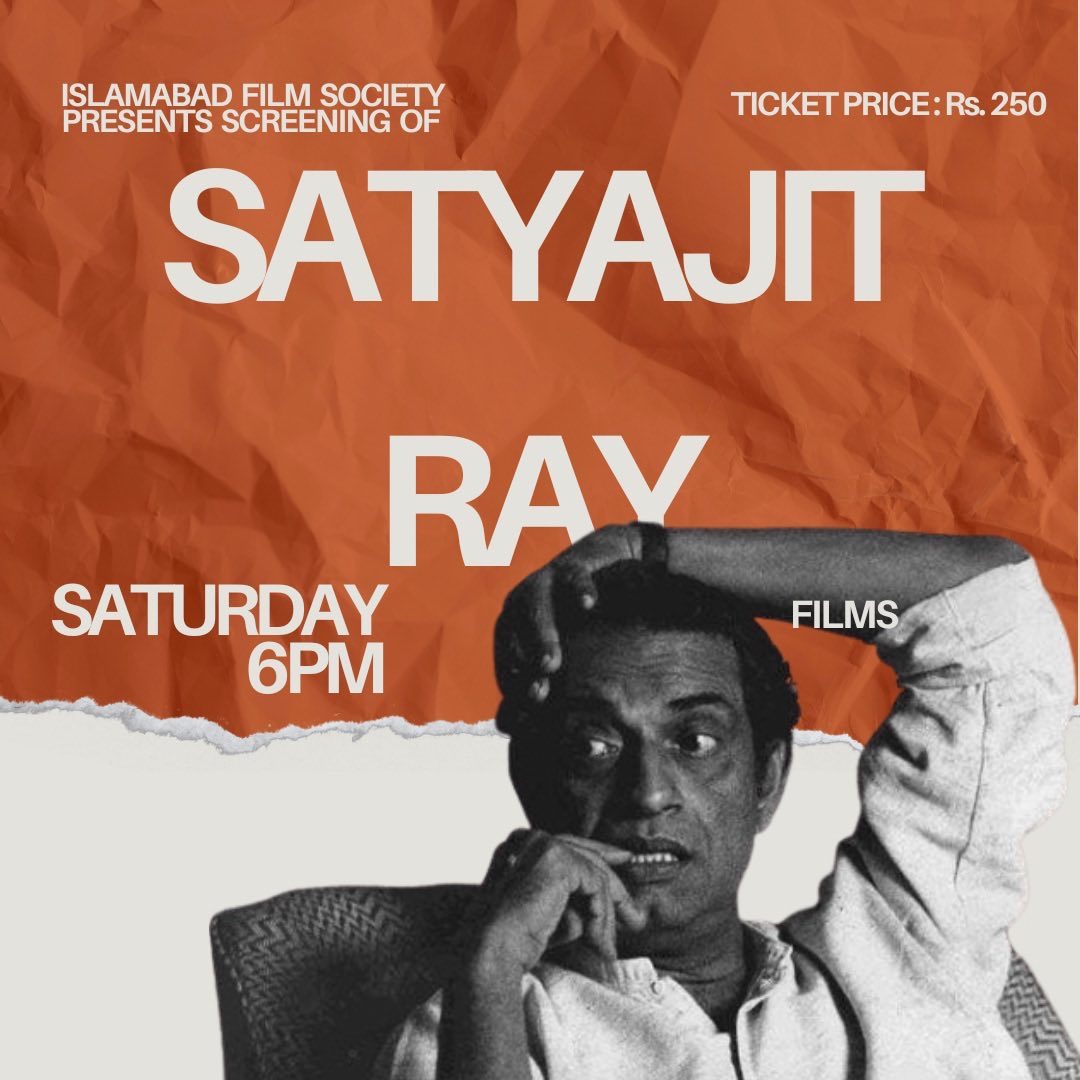 ISLAMABAD FILM SOCIETY
PRESENTS SCREENING OF
TICKET PRICE : Rs. 250
SATYAJIT
RAY
FILMS
SATURDAY
6PM